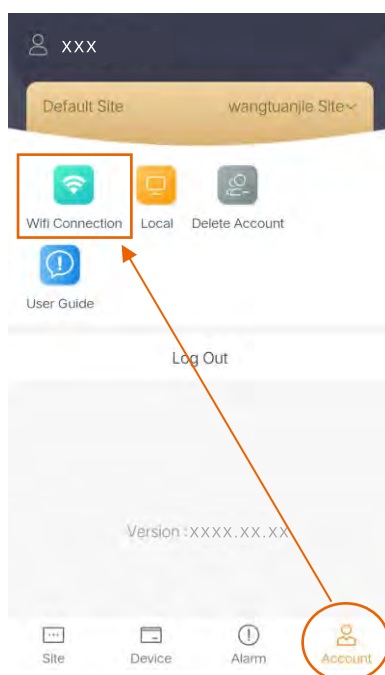 xxx
Default Site wangtuanjie Site
Wifi Connection Local Delete Account
User Guide
Log Out
Version :XXXX.XX.XX
Site Device Alarm Account